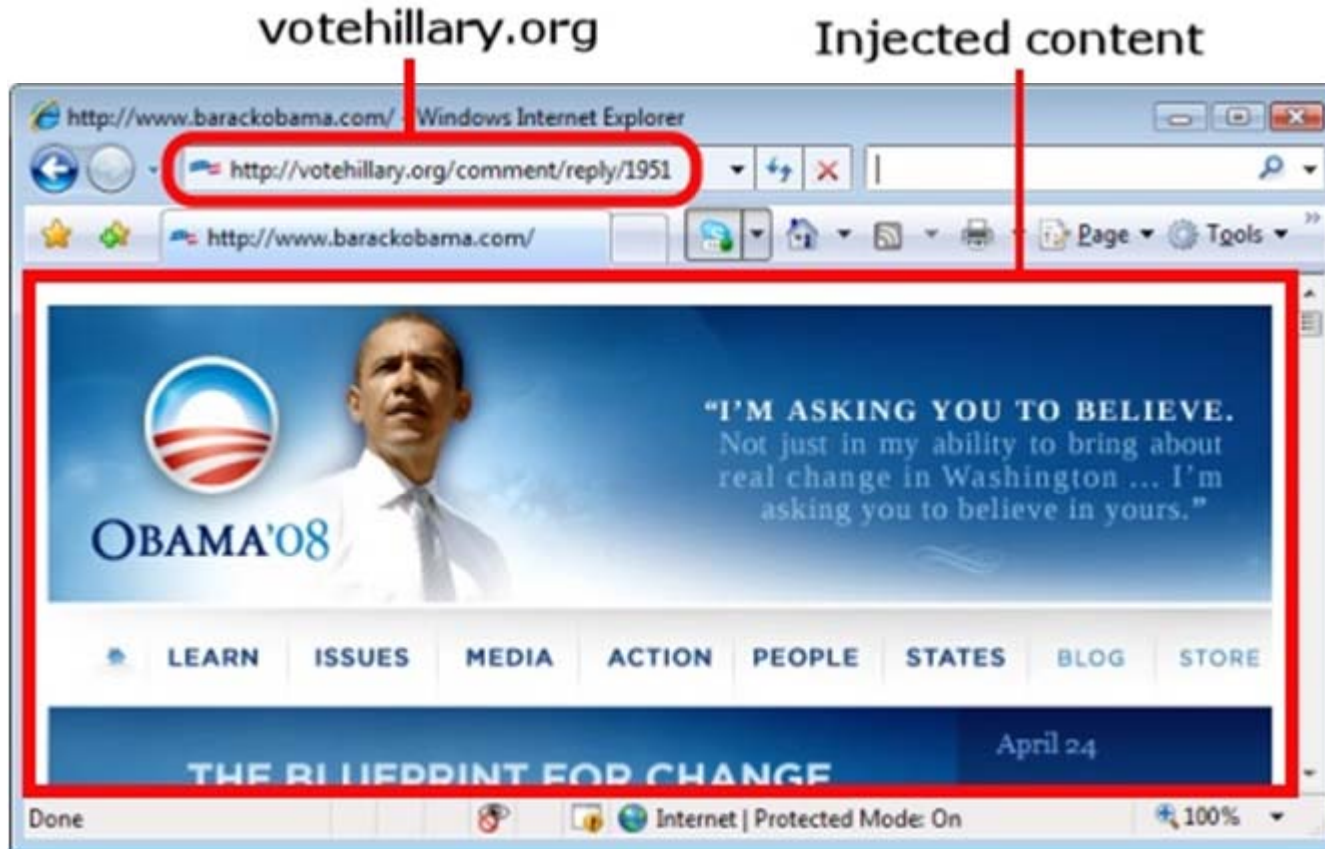 votehillary.org
Injected content
http://www.barackobama.com/ - Windows Internet Explorer
http://votehillary.org/comment/reply/1951
http://www.barackobama.com/
Page
Tools
"I'M ASKING YOU TO BELIEVE.
Not just in my ability to bring about
real change in Washington ... I'm
asking you to believe in yours."
OBAMA'08
LEARN ISSUES MEDIA ACTION PEOPLE STATES BLOG STORE
April 24
THE BLUEPRINT FOR CHANGE
Done
Internet | Protected Mode: On
100%